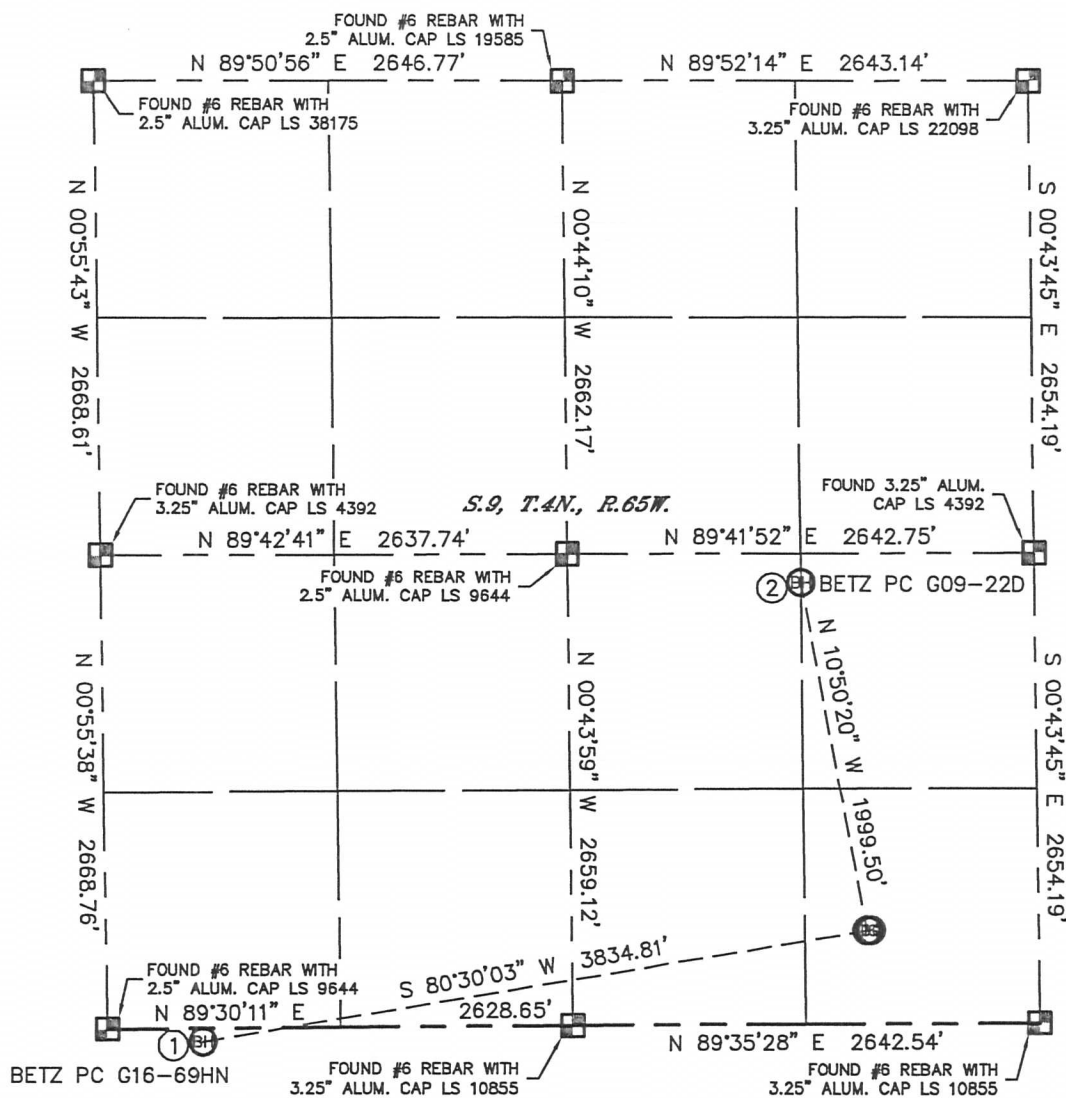 FOUND #6 REBAR WITH
2.5" ALUM. CAP LS 19585
N 89°50'56" E 2646.77'
N 89°52'14" E 2643.14'
FOUND #6 REBAR WITH
2.5" ALUM. CAP LS 38175
FOUND #6 REBAR WITH
3.25" ALUM. CAP LS 22098
N 00°55'43" W 2668.61'
N 00°44'10" W 2662.17'
S 00°43'45" E 2654.19'
FOUND #6 REBAR WITH
3.25" ALUM. CAP LS 4392
S.9, T.4N., R.65W.
FOUND 3.25" ALUM.
CAP LS 4392
N 89°42'41" E 2637.74'
N 89°41'52" E 2642.75'
FOUND #6 REBAR WITH
2.5" ALUM. CAP LS 9644
2 BH BETZ PC G09-22D
N 00°55'38" W 2668.76'
N 00°43'59" W 2659.12'
N 10°50'20" W 1999.50'
S 00°43'45" E 2654.19'
S 80°30'03" W 3834.81'
FOUND #6 REBAR WITH
2.5" ALUM. CAP LS 9644
N 89°30'11" E 2628.65'
1 BH
BETZ PC G16-69HN
N 89°35'28" E 2642.54'
FOUND #6 REBAR WITH
3.25" ALUM. CAP LS 10855
FOUND #6 REBAR WITH
3.25" ALUM. CAP LS 10855